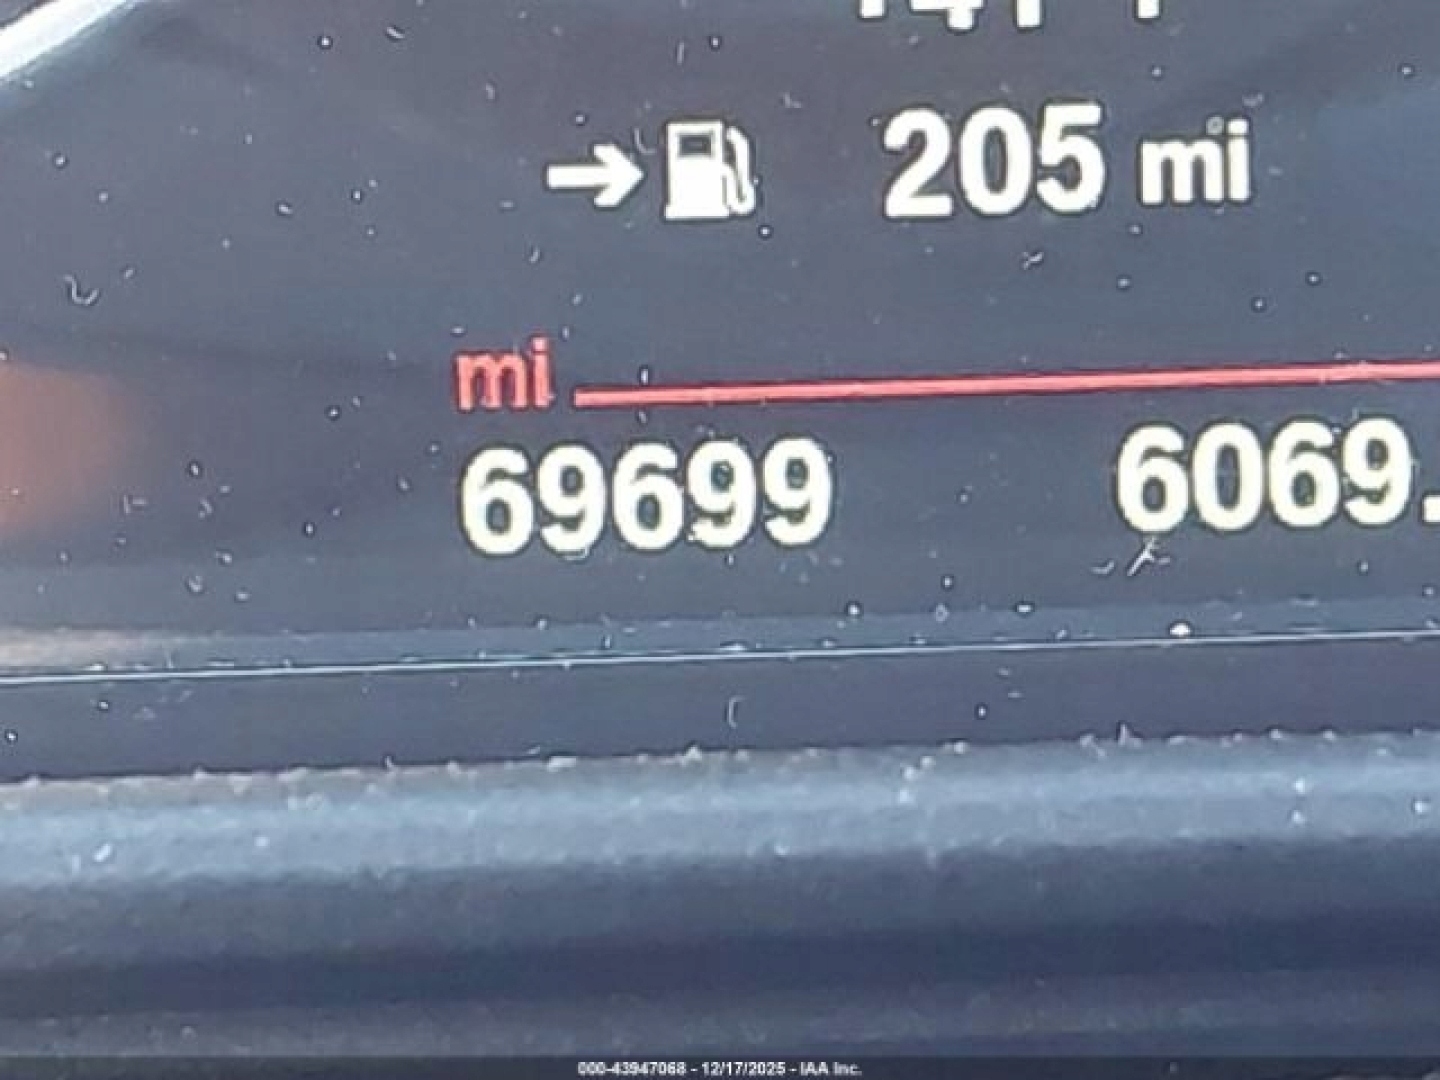 205 mi
mi
69699 6069.
000-43947068 - 12/17/2025 - IAA Inc.